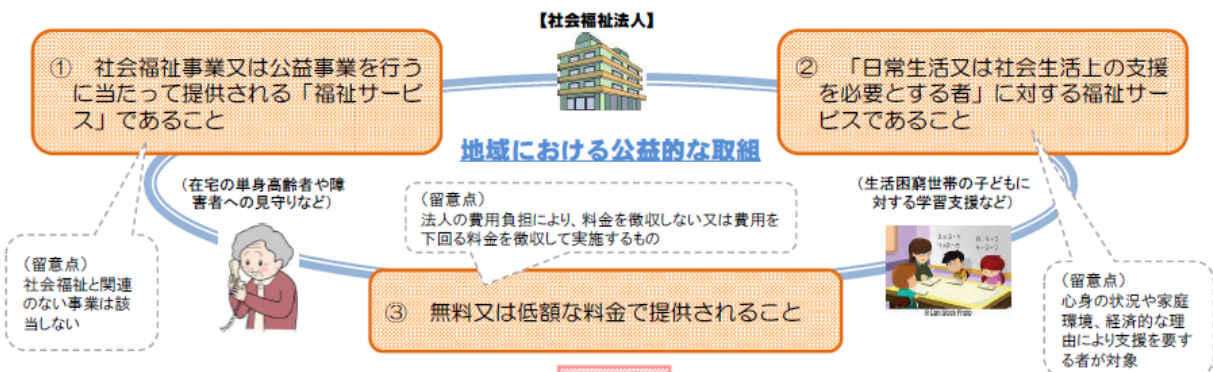 【社会福祉法人】
① 社会福祉事業又は公益事業を行う
に当たって提供される「福祉サービ
ス」であること
② 「日常生活又は社会生活上の支援
を必要とする者」に対する福祉サー
ビスであること
地域における公益的な取組
(在宅の単身高齢者や障
害者への見守りなど)
(留意点)
法人の費用負担により、料金を徴収しない又は費用を
下回る料金を徴収して実施するもの
(生活困窮世帯の子どもに
対する学習支援など)
(留意点)
社会福祉と関連
のない事業は該
当しない
③ 無料又は低額な料金で提供されること
© Can Stock Photo
(留意点)
心身の状況や家庭
環境、経済的な理
由により支援を要す
る者が対象